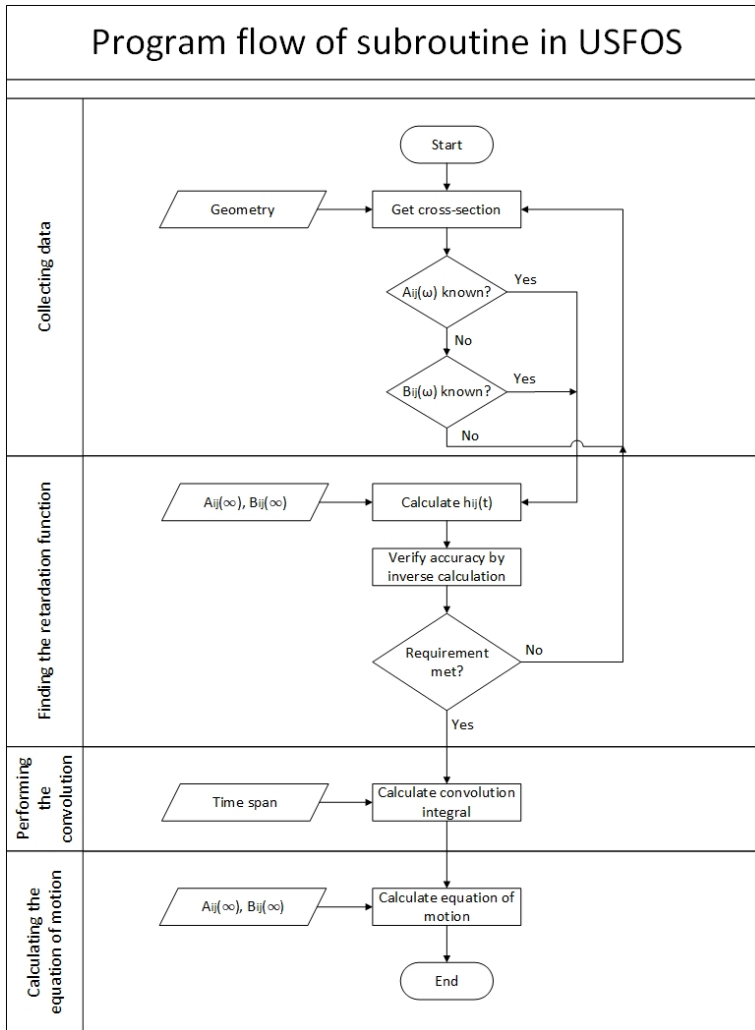 Program flow of subroutine in USFOS
Collecting data
Start
Geometry
Get cross-section
Aij(ω) known?
Yes
No
Bij(ω) known?
Yes
No
Finding the retardation function
Aij(∞), Bij(∞)
Calculate hij(t)
Verify accuracy by
inverse calculation
Requirement
met?
No
Yes
Performing
the
convolution
Time span
Calculate convolution
integral
Calculating the
equation of motion
Aij(∞), Bij(∞)
Calculate equation of
motion
End